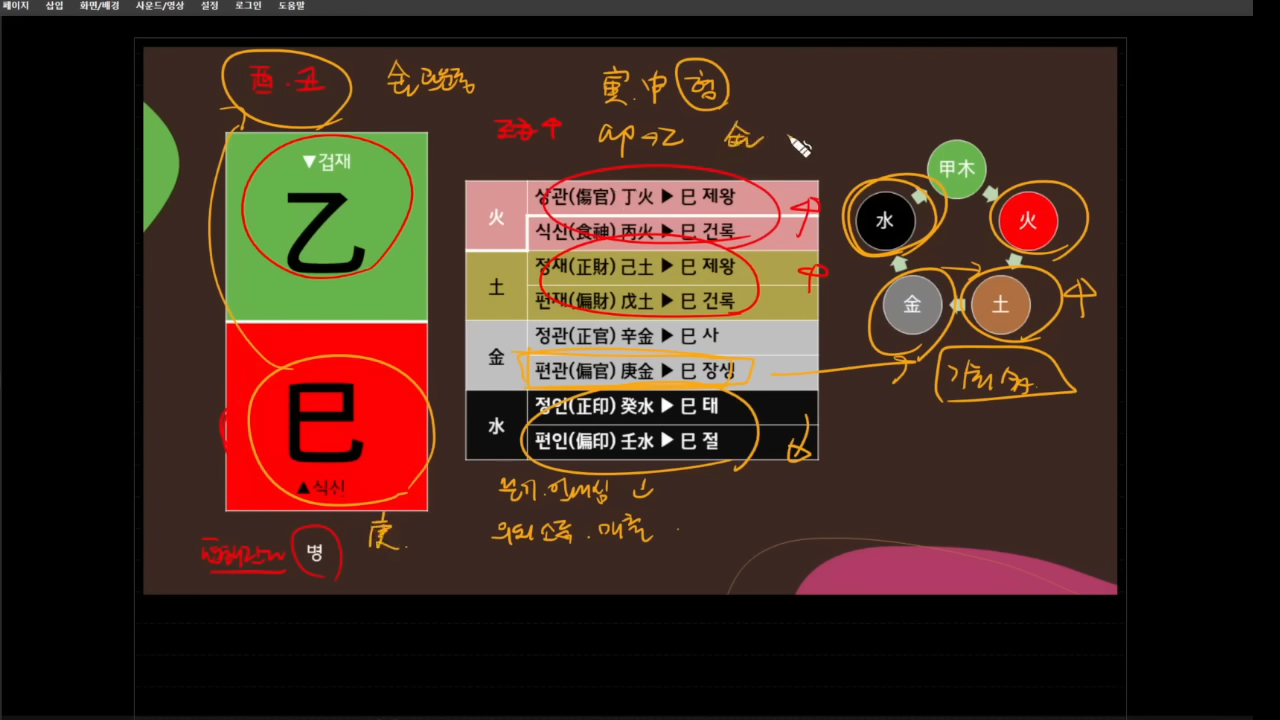 페이지 삽입 화면/배경 사운드/영상 설정 로그인 도움말
酉.丑
寅.申 형
金
▼겁재
乙
巳
▲식신
병
庚.
火
상관(傷官) 丁火 ▶ 巳 제왕
식신(食神) 丙火 ▶ 巳 건록
土
정재(正財) 己土 ▶ 巳 제왕
편재(偏財) 戊土 ▶ 巳 건록
金
정관(正官) 辛金 ▶ 巳 사
편관(偏官) 庚金 ▶ 巳 장생
水
정인(正印) 癸水 ▶ 巳 태
편인(偏印) 壬水 ▶ 巳 절
甲木
水
火
金
土